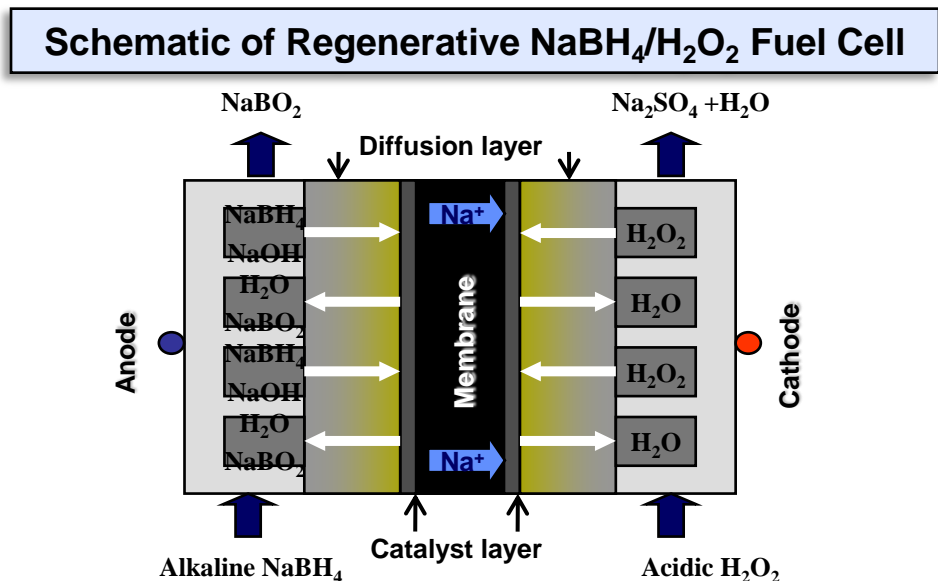 Schematic of Regenerative NaBH₄/H₂O₂ Fuel Cell
NaBO₂
Na₂SO₄ +H₂O
Diffusion layer
NaBH₄
NaOH
H₂O
NaBO₂
NaBH₄
NaOH
H₂O
NaBO₂
Na⁺
Na⁺
Membrane
H₂O₂
H₂O
H₂O₂
H₂O
Anode
Cathode
Alkaline NaBH₄
Catalyst layer
Acidic H₂O₂